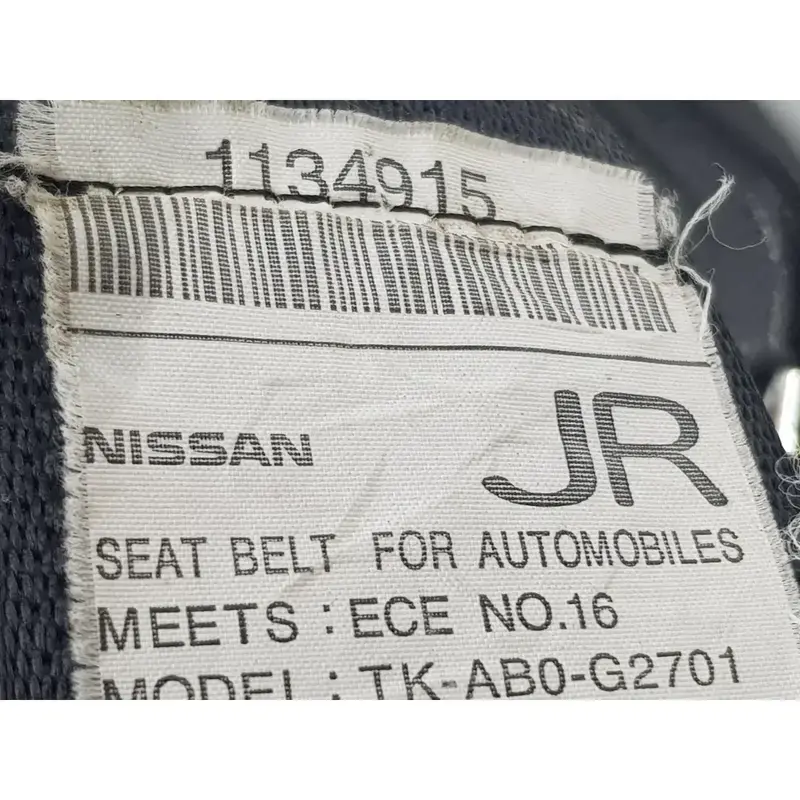 1134915
NISSAN JR
SEAT BELT FOR AUTOMOBILES
MEETS : ECE NO.16
MODEL : TK-AB0-G2701